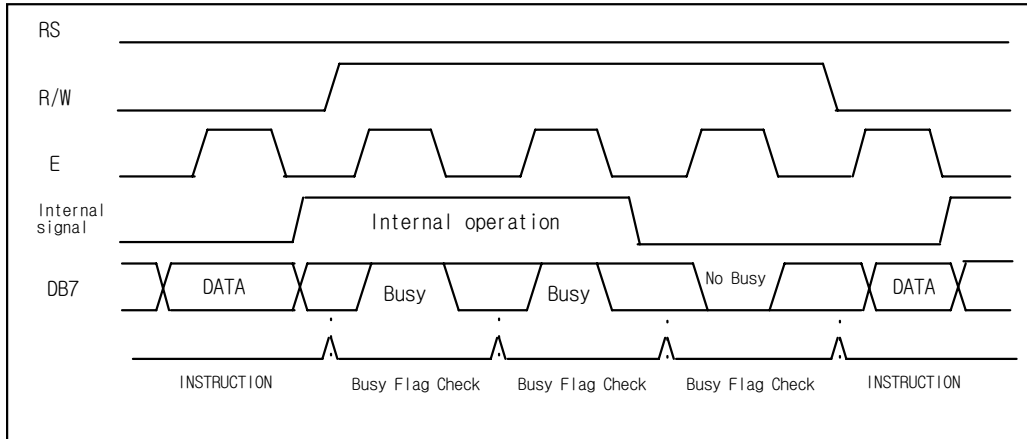 RS
R/W
E
Internal
signal
Internal operation
DB7
DATA
Busy
Busy
No Busy
DATA
INSTRUCTION
Busy Flag Check
Busy Flag Check
Busy Flag Check
INSTRUCTION